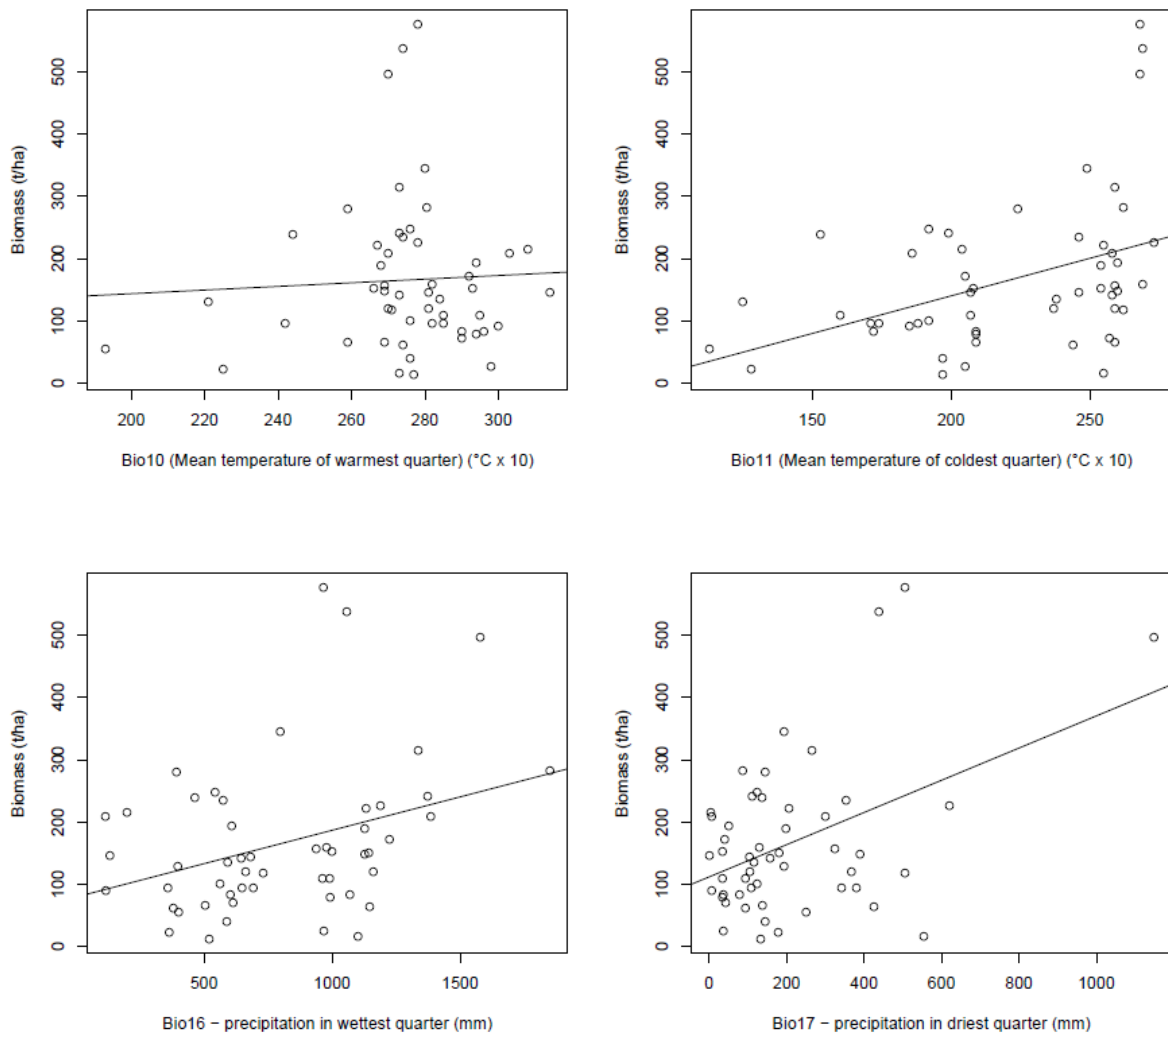 500
400
300
200
100
0
Biomass (t/ha)
200 220 240 260 280 300
Bio10 (Mean temperature of warmest quarter) (°C x 10)
500
400
300
200
100
0
Biomass (t/ha)
150 200 250
Bio11 (Mean temperature of coldest quarter) (°C x 10)
500
400
300
200
100
0
Biomass (t/ha)
500 1000 1500
Bio16 − precipitation in wettest quarter (mm)
500
400
300
200
100
0
Biomass (t/ha)
0 200 400 600 800 1000
Bio17 − precipitation in driest quarter (mm)